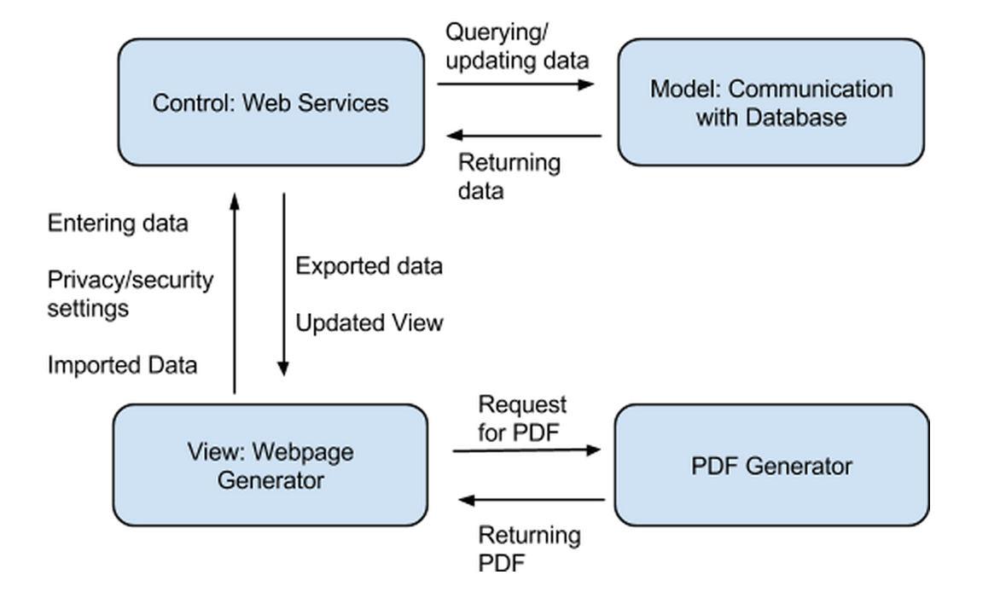 Querying/
updating data
Control: Web Services
Model: Communication
with Database
Returning
data
Entering data
Privacy/security
settings
Imported Data
Exported data
Updated View
Request
for PDF
View: Webpage
Generator
PDF Generator
Returning
PDF